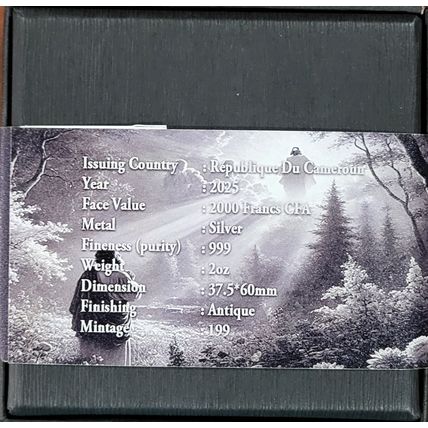 Issuing Country : République Du Cameroun
Year : 2025
Face Value : 2000 Francs CFA
Metal : Silver
Fineness (purity) : 999
Weight : 2oz
Dimension : 37.5*60mm
Finishing : Antique
Mintage : 199